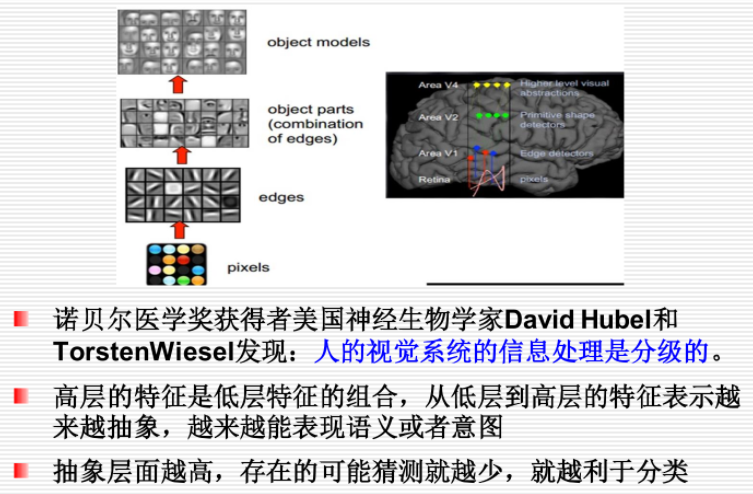 object models
object parts
(combination
of edges)
edges
pixels
Area V4
Higher level visual
abstractions
Area V2
Primitive shape
detectors
Area V1
Edge detectors
Retina
pixels
诺贝尔医学奖获得者美国神经生物学家David Hubel和
TorstenWiesel发现：人的视觉系统的信息处理是分级的。
高层的特征是低层特征的组合，从低层到高层的特征表示越
来越抽象，越来越能表现语义或者意图
抽象层面越高，存在的可能猜测就越少，就越利于分类